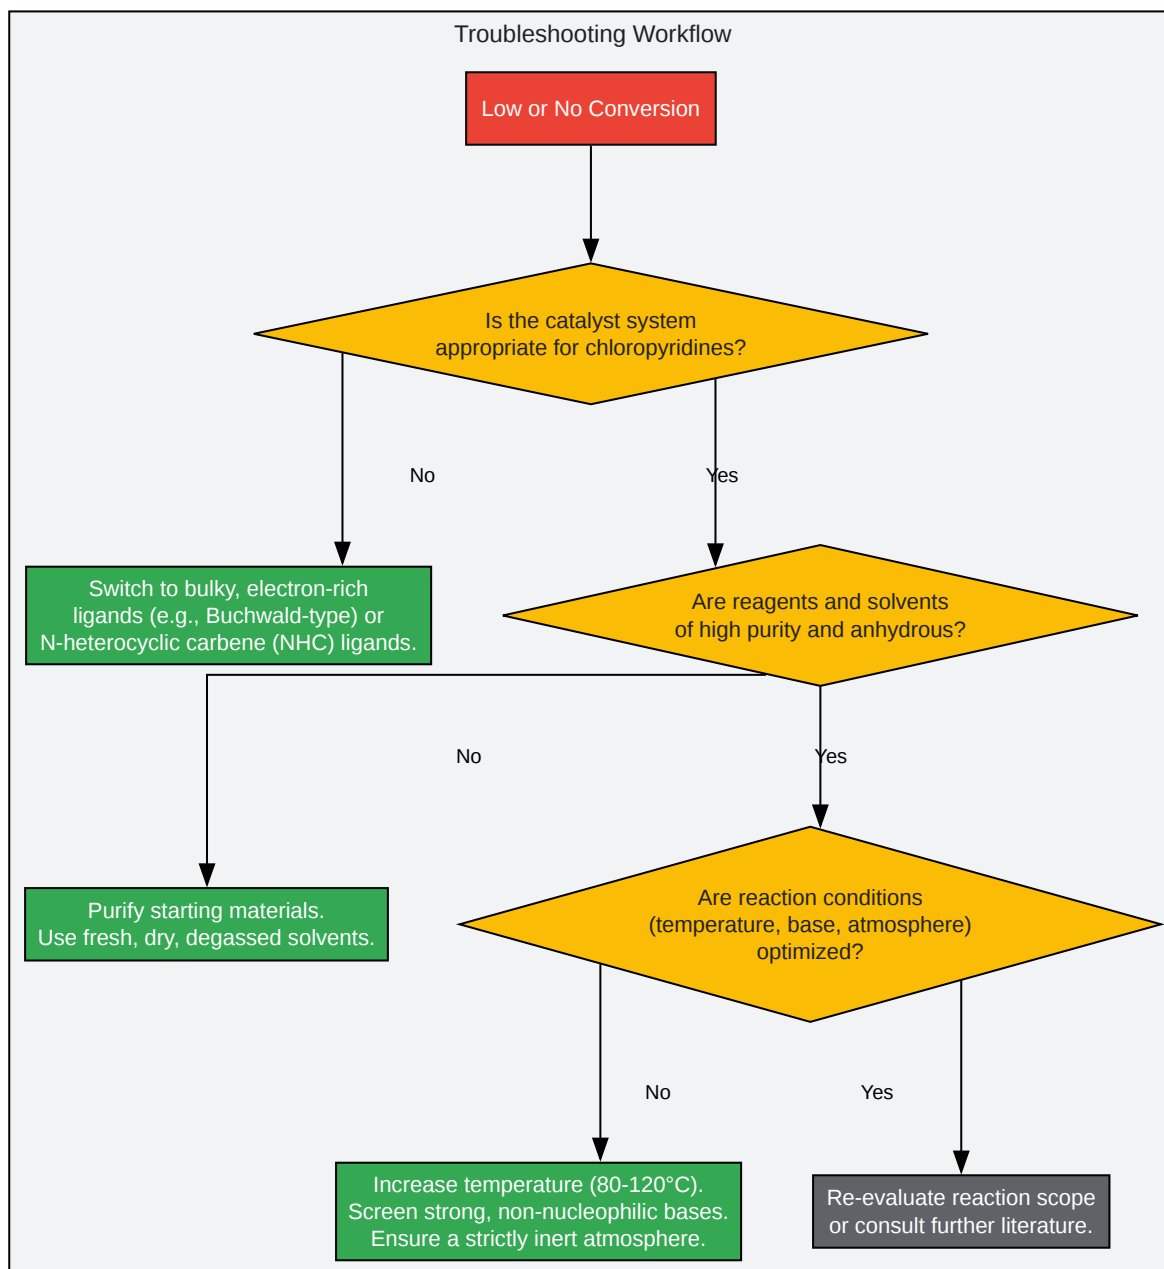 Troubleshooting Workflow
Low or No Conversion
Is the catalyst system
appropriate for chloropyridines?
No
Yes
Switch to bulky, electron-rich
ligands (e.g., Buchwald-type) or
N-heterocyclic carbene (NHC) ligands.
Are reagents and solvents
of high purity and anhydrous?
No
Yes
Purify starting materials.
Use fresh, dry, degassed solvents.
Are reaction conditions
(temperature, base, atmosphere)
optimized?
No
Yes
Increase temperature (80-120°C).
Screen strong, non-nucleophilic bases.
Ensure a strictly inert atmosphere.
Re-evaluate reaction scope
or consult further literature.